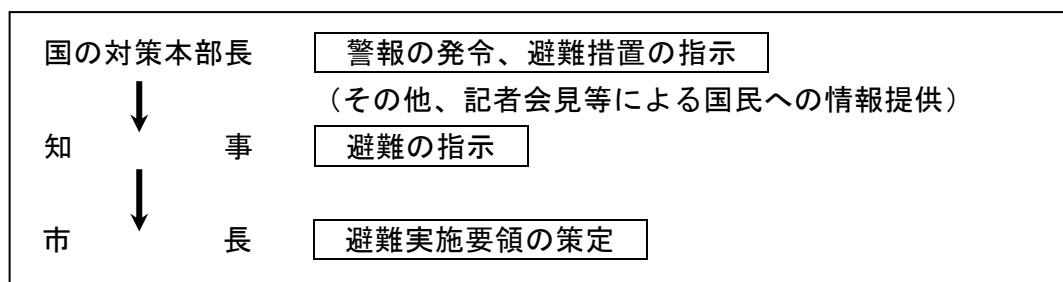 国の対策本部長 警報の発令、避難措置の指示
（その他、記者会見等による国民への情報提供）
知 事 避難の指示
市 長 避難実施要領の策定